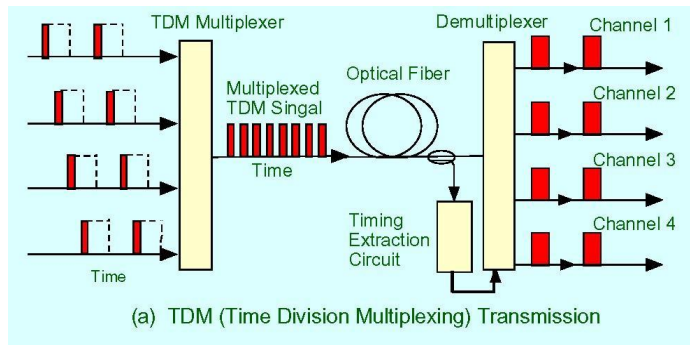 TDM Multiplexer
Demultiplexer
Channel 1
Multiplexed
TDM Singal
Optical Fiber
Channel 2
Time
Channel 3
Timing
Extraction
Circuit
Channel 4
Time
(a) TDM (Time Division Multiplexing) Transmission